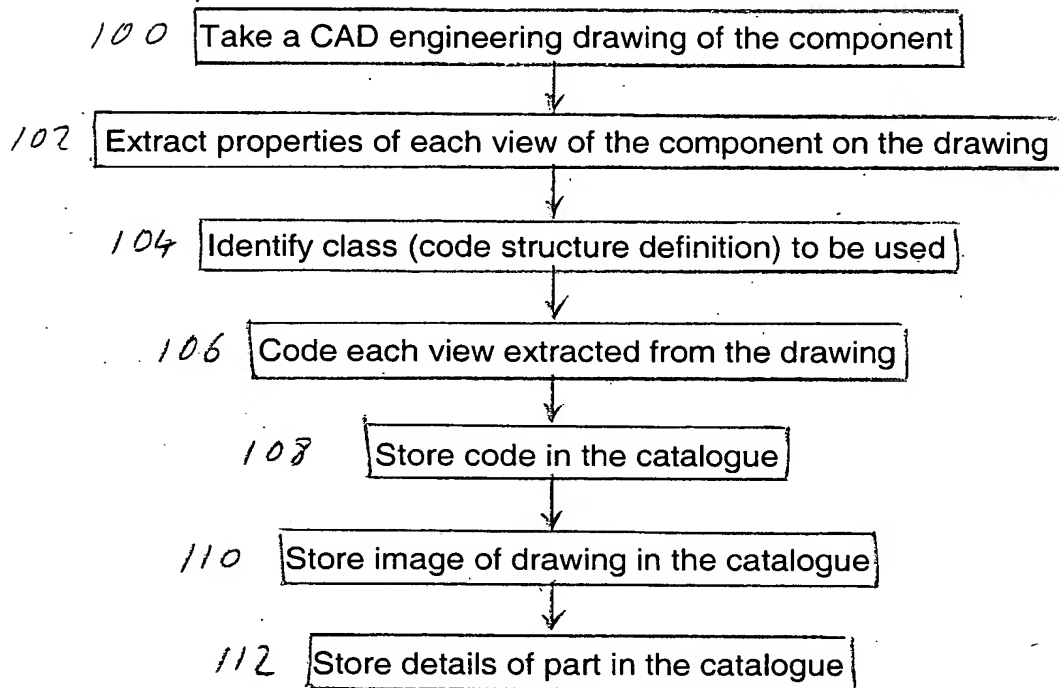 100 Take a CAD engineering drawing of the component
102 Extract properties of each view of the component on the drawing
104 Identify class (code structure definition) to be used
106 Code each view extracted from the drawing
108 Store code in the catalogue
110 Store image of drawing in the catalogue
112 Store details of part in the catalogue